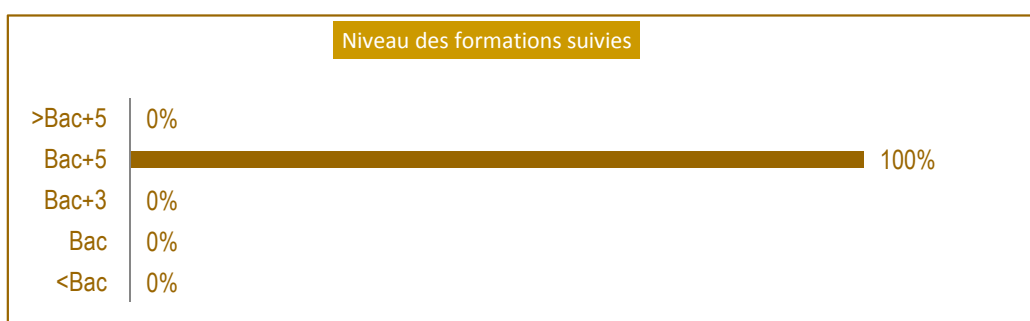 Niveau des formations suivies
>Bac+5 0%
Bac+5 100%
Bac+3 0%
Bac 0%
<Bac 0%